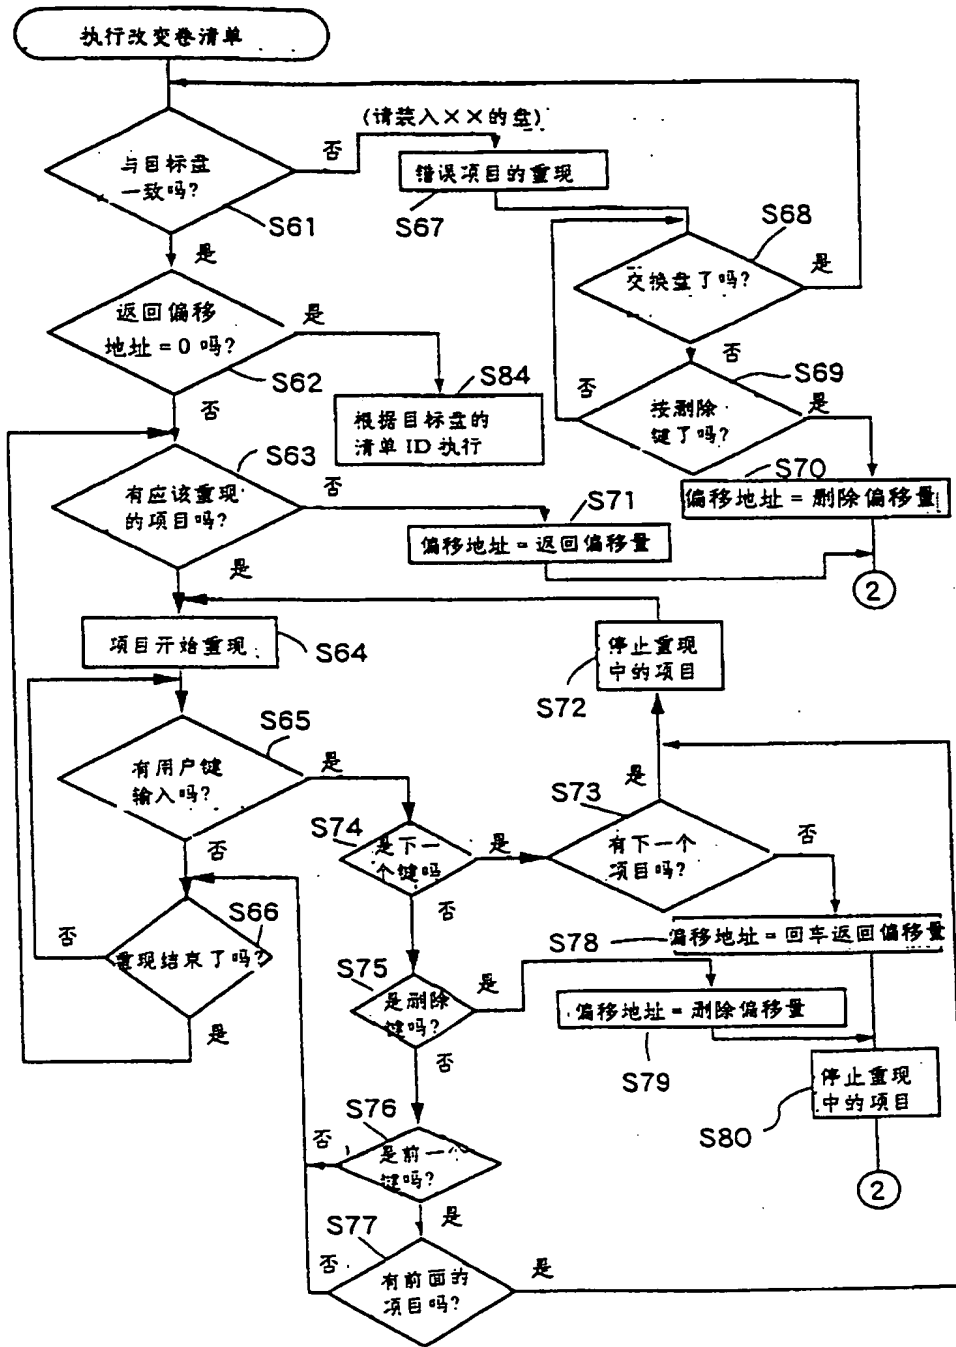 执行改变卷清单
(请装入××的盘)
与目标盘
一致吗?
否
错误项目的重现
S61
S67
S68
是
交换盘了吗?
是
返回偏移
地址=0吗?
是
否
S62
S84
S69
否
否
根据目标盘的
清单ID执行
按删除
键了吗?
是
S63
有应该重现
的项目吗?
否
S71
S70
偏移地址=删除偏移量
偏移地址=返回偏移量
是
2
项目开始重现
S64
停止重现
中的项目
S72
S65
有用户键
输入吗?
是
是
S73
S74
是下一
个键吗
是
有下一个
项目吗?
否
否
否
S66
否
重现结束了吗?
S78
偏移地址=回车返回偏移量
S75
是删除
键吗?
是
偏移地址=删除偏移量
是
否
S79
停止重现
中的项目
S76
S80
否
是前一个
键吗?
2
是
S77
否
有前面的
项目吗?
是